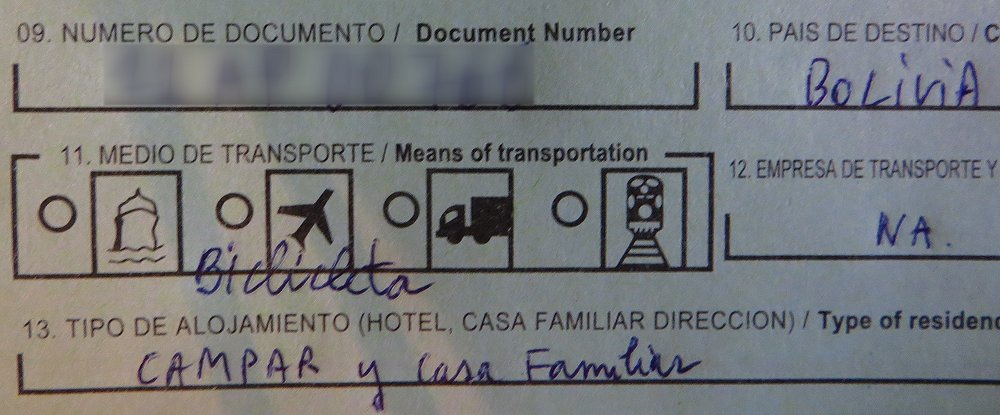 09. NUMERO DE DOCUMENTO / Document Number
10. PAIS DE DESTINO / C
BOLiViA
11. MEDIO DE TRANSPORTE / Means of transportation
12. EMPRESA DE TRANSPORTE Y
NA.
Bicicleta
13. TIPO DE ALOJAMIENTO (HOTEL, CASA FAMILIAR DIRECCION) / Type of residenc
CAMPAR y casa Familiar